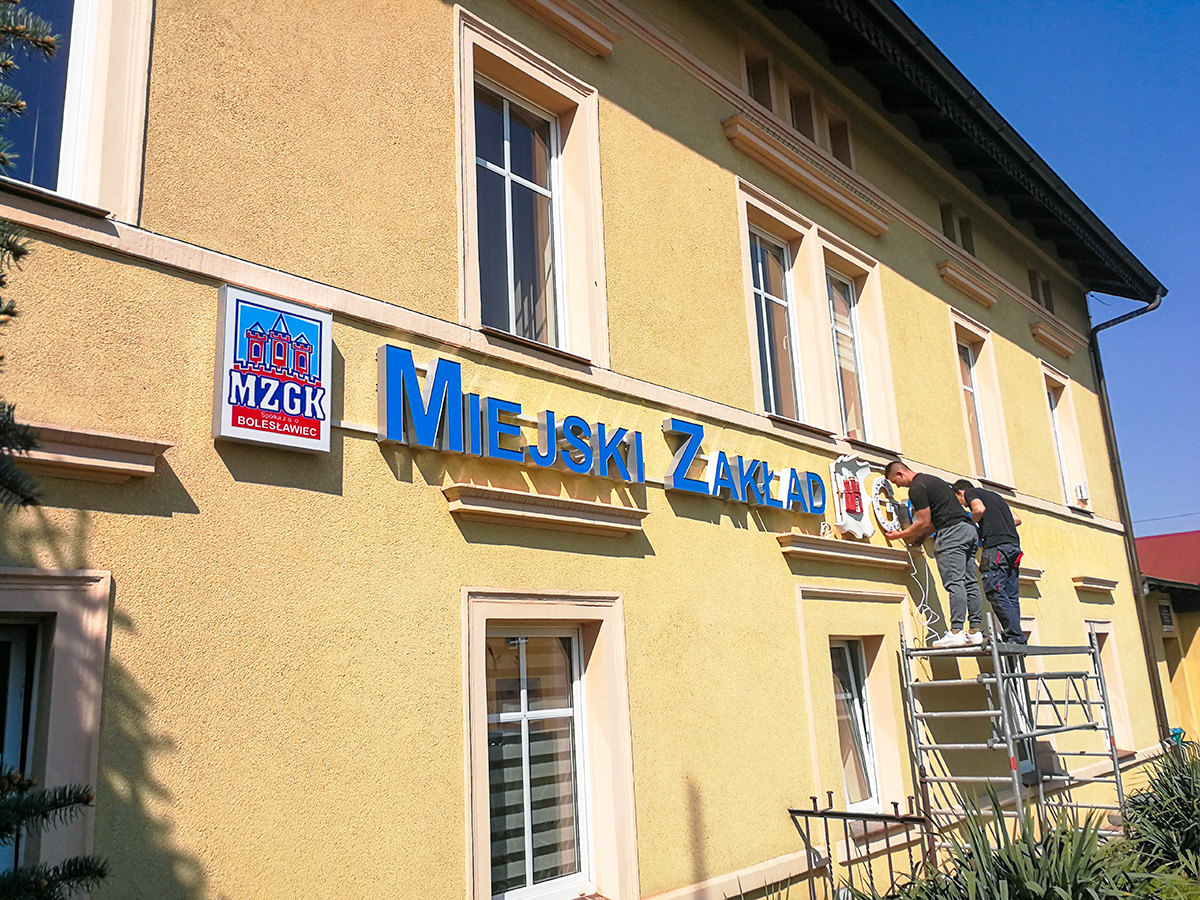 MZGK
Spółka z o. o.
BOLESŁAWIEC
MIEJSKI ZAKŁAD G